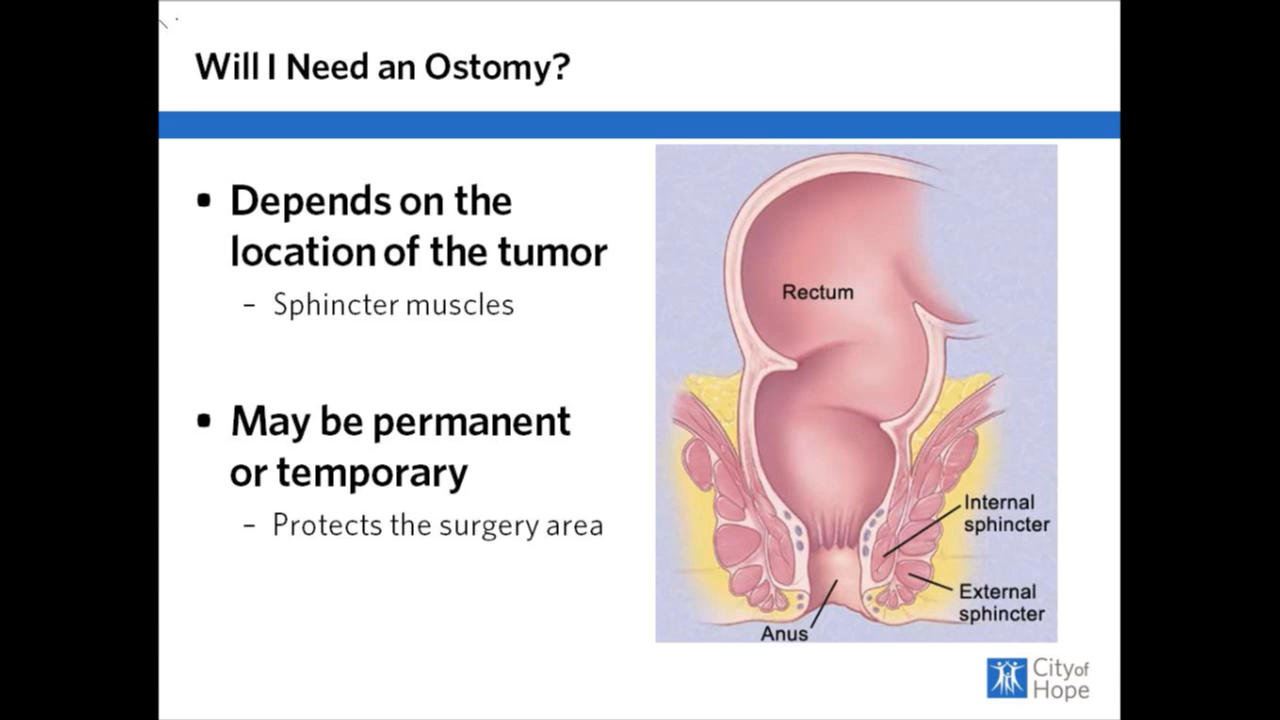 Will I Need an Ostomy?
• Depends on the
location of the tumor
– Sphincter muscles
• May be permanent
or temporary
– Protects the surgery area
Rectum
Internal
sphincter
External
sphincter
Anus
City of
Hope